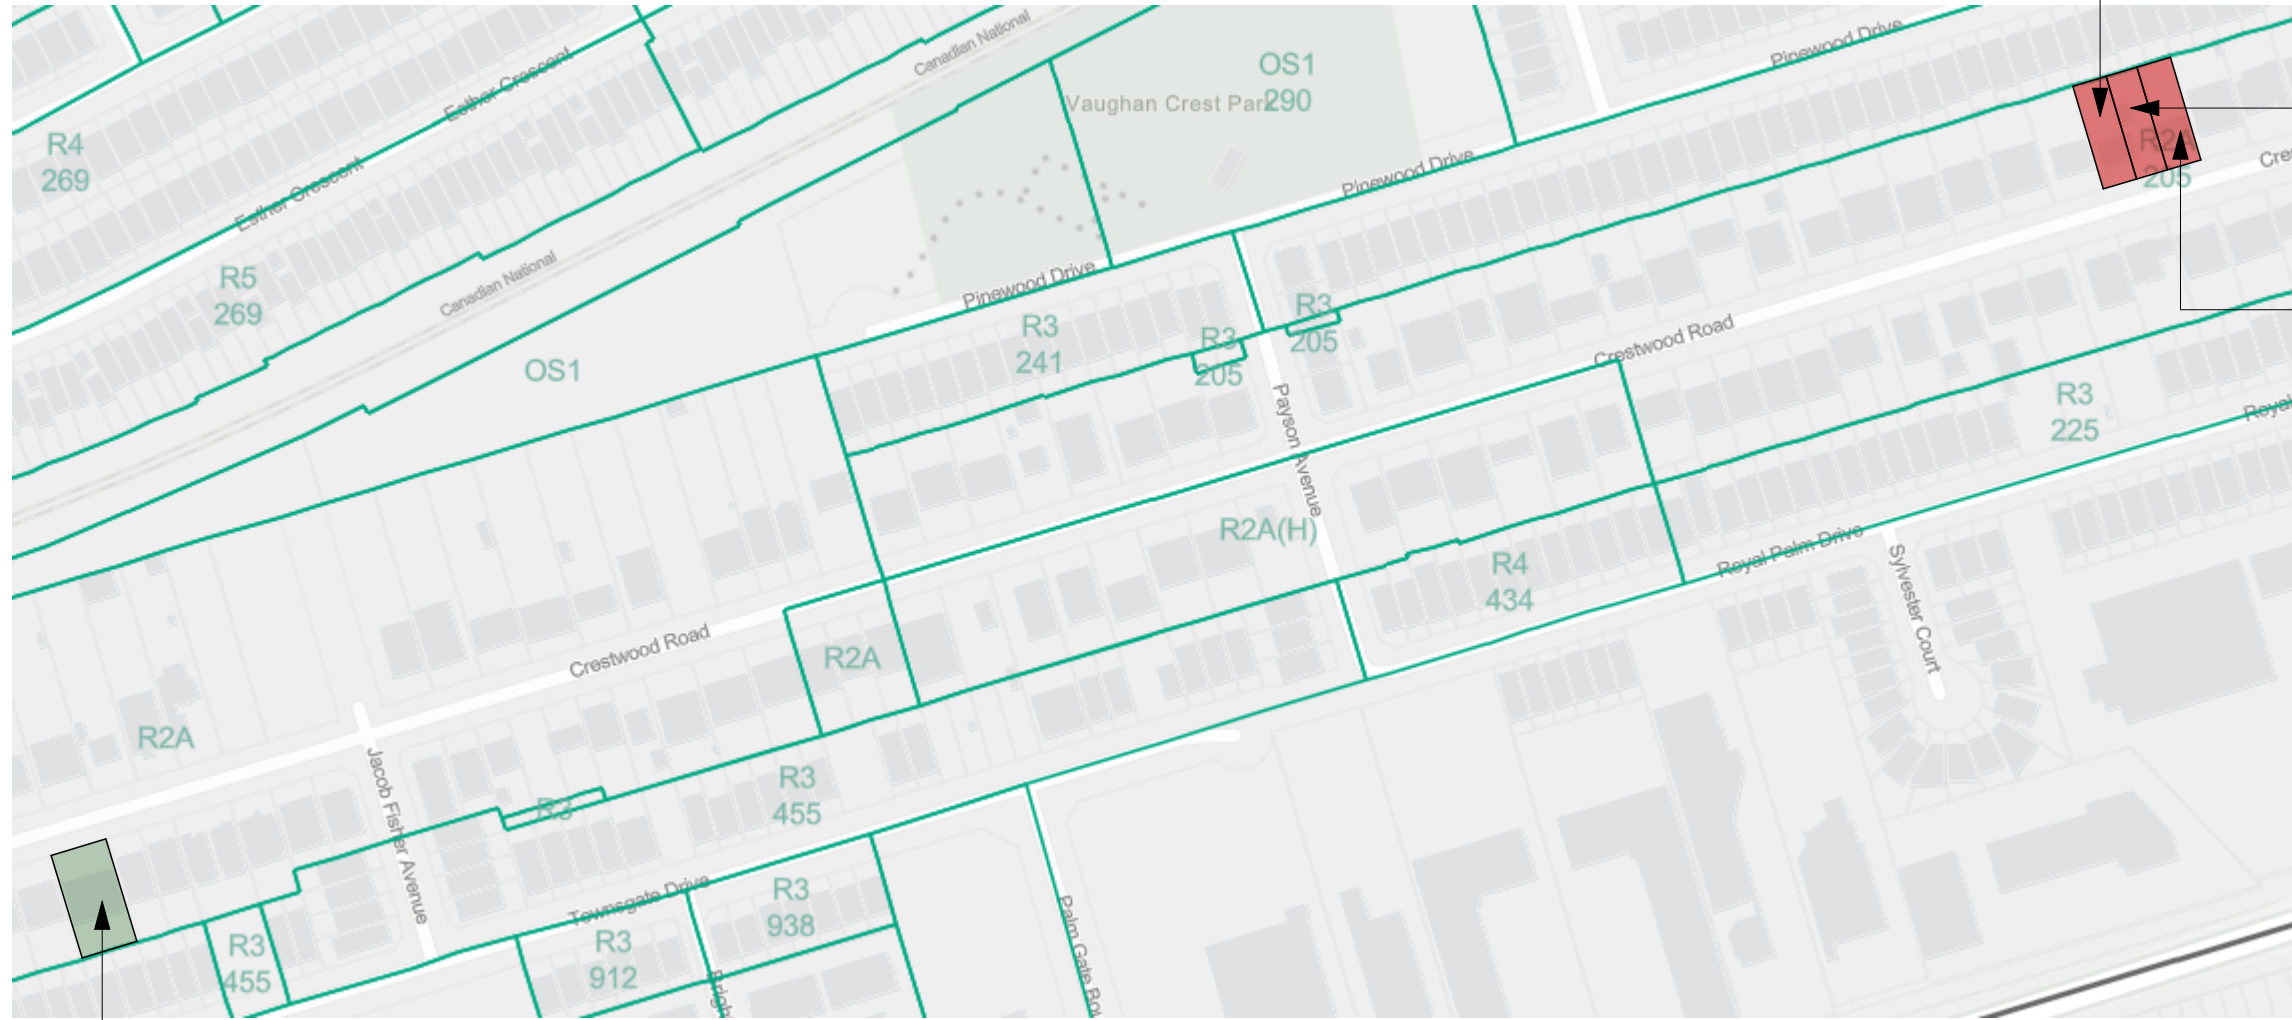 Canadian National
Pinewood Drive
OS1
290
Esther Crescent
Vaughan Crest Park
R4
269
R2A
205
Pinewood Drive
Esther Crescent
Canadian National
Pinewood Drive
R5
269
R3
205
R3
241
R3
205
Crestwood Road
OS1
Payson Avenue
R3
225
Royal
R2A(H)
R4
434
Royal Palm Drive
Sylvester Court
Crestwood Road
R2A
R2A
Jacob Fisher Avenue
R3
R3
455
Townsgate Drive
R3
938
R3
912
R3
455
Palm Gate Bou